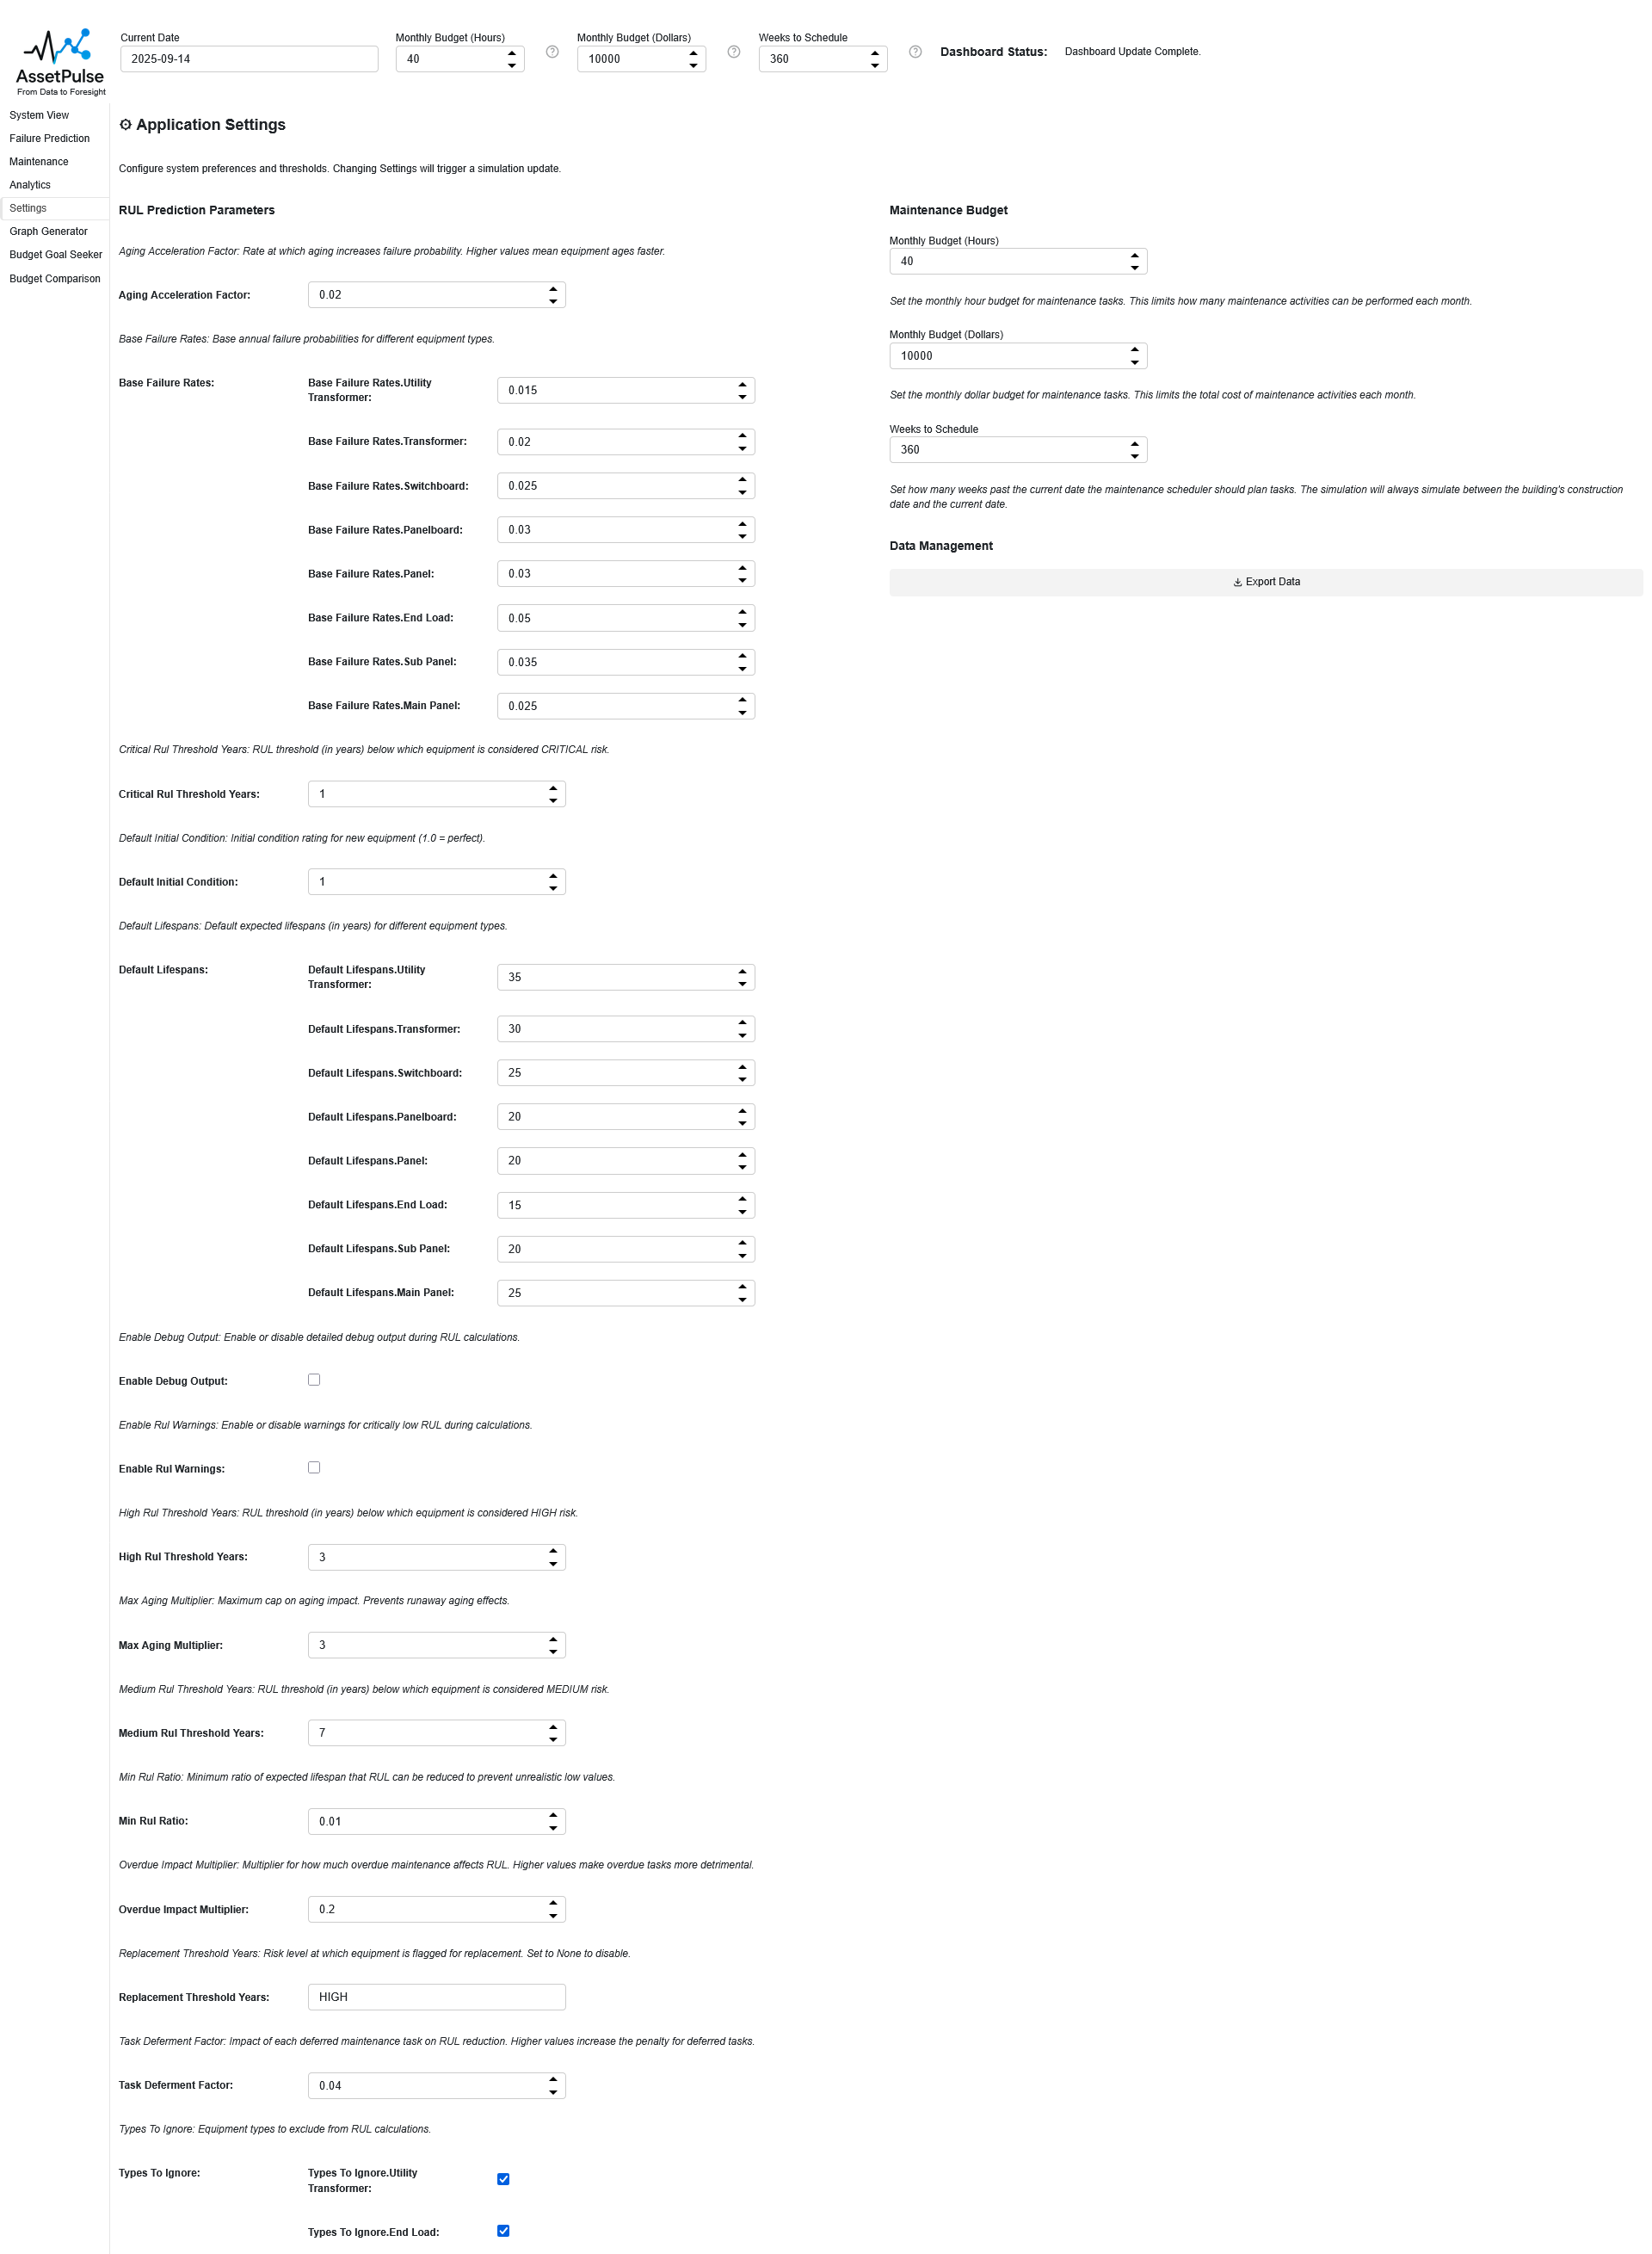 AssetPulse
From Data to Foresight
Current Date
2025-09-14
Monthly Budget (Hours)
40
Monthly Budget (Dollars)
10000
Weeks to Schedule
360
Dashboard Status:
Dashboard Update Complete.
System View
Failure Prediction
Maintenance
Analytics
Settings
Graph Generator
Budget Goal Seeker
Budget Comparison
Application Settings
Configure system preferences and thresholds. Changing Settings will trigger a simulation update.
RUL Prediction Parameters
Aging Acceleration Factor: Rate at which aging increases failure probability. Higher values mean equipment ages faster.
Aging Acceleration Factor:
0.02
Base Failure Rates: Base annual failure probabilities for different equipment types.
Base Failure Rates:
Base Failure Rates.Utility
Transformer:
0.015
Base Failure Rates.Transformer:
0.02
Base Failure Rates.Switchboard:
0.025
Base Failure Rates.Panelboard:
0.03
Base Failure Rates.Panel:
0.03
Base Failure Rates.End Load:
0.05
Base Failure Rates.Sub Panel:
0.035
Base Failure Rates.Main Panel:
0.025
Critical Rul Threshold Years: RUL threshold (in years) below which equipment is considered CRITICAL risk.
Critical Rul Threshold Years:
1
Default Initial Condition: Initial condition rating for new equipment (1.0 = perfect).
Default Initial Condition:
1
Default Lifespans: Default expected lifespans (in years) for different equipment types.
Default Lifespans:
Default Lifespans.Utility
Transformer:
35
Default Lifespans.Transformer:
30
Default Lifespans.Switchboard:
25
Default Lifespans.Panelboard:
20
Default Lifespans.Panel:
20
Default Lifespans.End Load:
15
Default Lifespans.Sub Panel:
20
Default Lifespans.Main Panel:
25
Enable Debug Output: Enable or disable detailed debug output during RUL calculations.
Enable Debug Output:
Enable Rul Warnings: Enable or disable warnings for critically low RUL during calculations.
Enable Rul Warnings:
High Rul Threshold Years: RUL threshold (in years) below which equipment is considered HIGH risk.
High Rul Threshold Years:
3
Max Aging Multiplier: Maximum cap on aging impact. Prevents runaway aging effects.
Max Aging Multiplier:
3
Medium Rul Threshold Years: RUL threshold (in years) below which equipment is considered MEDIUM risk.
Medium Rul Threshold Years:
7
Min Rul Ratio: Minimum ratio of expected lifespan that RUL can be reduced to prevent unrealistic low values.
Min Rul Ratio:
0.01
Overdue Impact Multiplier: Multiplier for how much overdue maintenance affects RUL. Higher values make overdue tasks more detrimental.
Overdue Impact Multiplier:
0.2
Replacement Threshold Years: Risk level at which equipment is flagged for replacement. Set to None to disable.
Replacement Threshold Years:
HIGH
Task Deferment Factor: Impact of each deferred maintenance task on RUL reduction. Higher values increase the penalty for deferred tasks.
Task Deferment Factor:
0.04
Types To Ignore: Equipment types to exclude from RUL calculations.
Types To Ignore:
Types To Ignore.Utility
Transformer:
Types To Ignore.End Load:
Maintenance Budget
Monthly Budget (Hours)
40
Set the monthly hour budget for maintenance tasks. This limits how many maintenance activities can be performed each month.
Monthly Budget (Dollars)
10000
Set the monthly dollar budget for maintenance tasks. This limits the total cost of maintenance activities each month.
Weeks to Schedule
360
Set how many weeks past the current date the maintenance scheduler should plan tasks. The simulation will always simulate between the building's construction
date and the current date.
Data Management
Export Data